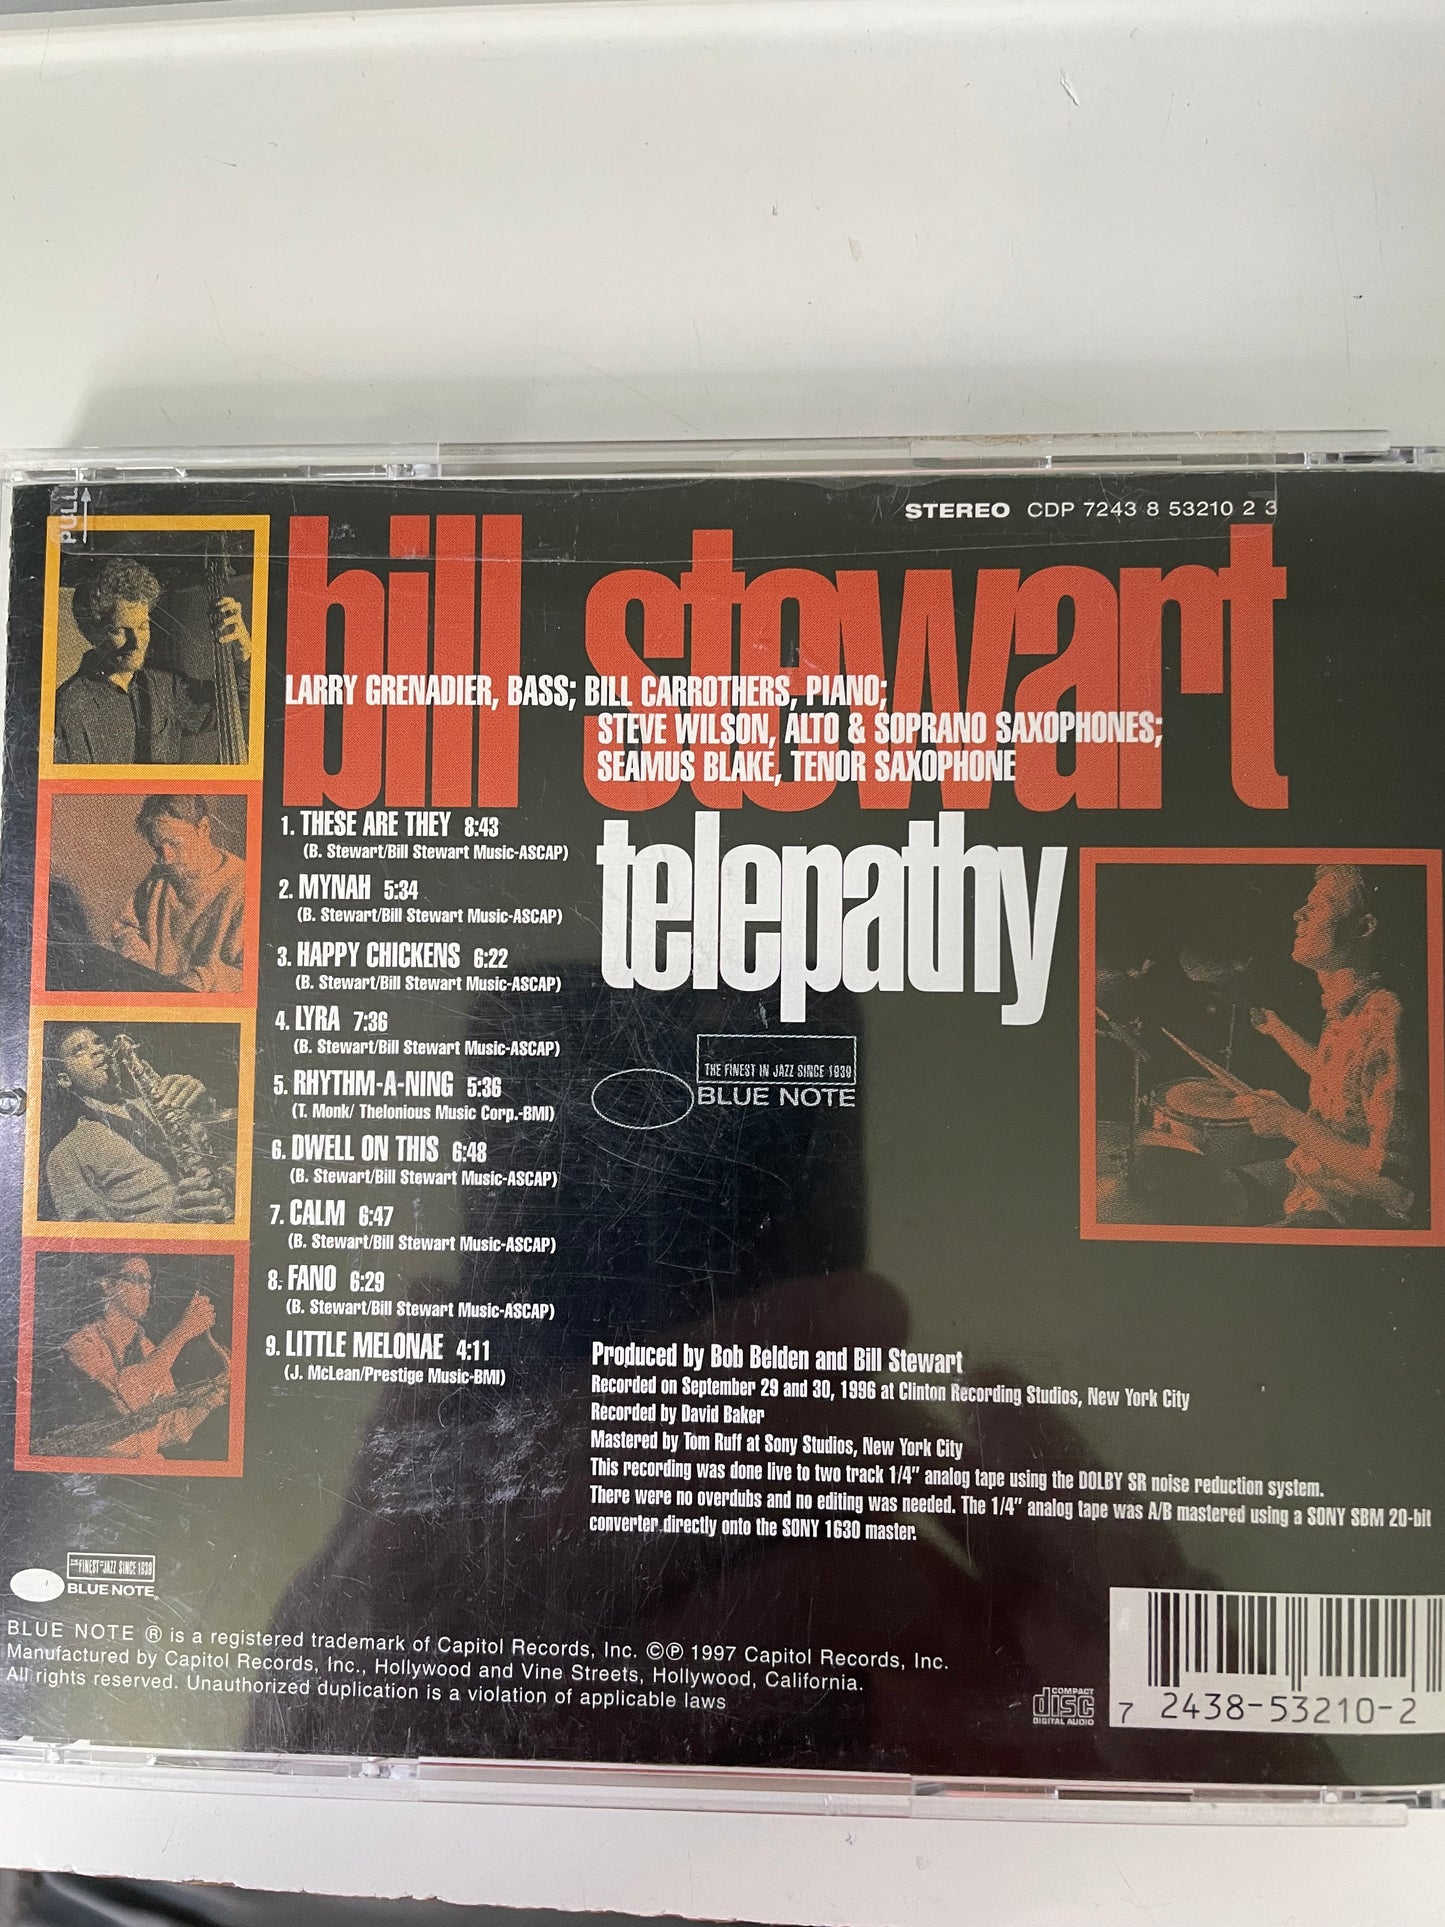 PULL
STEREO CDP 7243 8 53210 2 3
bill stewart
LARRY GRENADIER, BASS; BILL CARROTHERS, PIANO;
STEVE WILSON, ALTO & SOPRANO SAXOPHONES;
SEAMUS BLAKE, TENOR SAXOPHONE
telepathy
1. THESE ARE THEY 8:43
(B. Stewart/Bill Stewart Music-ASCAP)
2. MYNAH 5:34
(B. Stewart/Bill Stewart Music-ASCAP)
3. HAPPY CHICKENS 6:22
(B. Stewart/Bill Stewart Music-ASCAP)
4. LYRA 7:36
(B. Stewart/Bill Stewart Music-ASCAP)
5. RHYTHM-A-NING 5:36
(T. Monk/ Thelonious Music Corp.-BMI)
6. DWELL ON THIS 6:48
(B. Stewart/Bill Stewart Music-ASCAP)
7. CALM 6:47
(B. Stewart/Bill Stewart Music-ASCAP)
8. FANO 6:29
(B. Stewart/Bill Stewart Music-ASCAP)
9. LITTLE MELONAE 4:11
(J. McLean/Prestige Music-BMI)
THE FINEST IN JAZZ SINCE 1939
BLUE NOTE
Produced by Bob Belden and Bill Stewart
Recorded on September 29 and 30, 1996 at Clinton Recording Studios, New York City
Recorded by David Baker
Mastered by Tom Ruff at Sony Studios, New York City
This recording was done live to two track 1/4" analog tape using the DOLBY SR noise reduction system.
There were no overdubs and no editing was needed. The 1/4" analog tape was A/B mastered using a SONY SBM 20-bit
converter directly onto the SONY 1630 master.
THE FINEST IN JAZZ SINCE 1939
BLUE NOTE®
BLUE NOTE ® is a registered trademark of Capitol Records, Inc. ©℗ 1997 Capitol Records, Inc.
Manufactured by Capitol Records, Inc., Hollywood and Vine Streets, Hollywood, California.
All rights reserved. Unauthorized duplication is a violation of applicable laws
COMPACT
disc
DIGITAL AUDIO
7 2438-53210-2